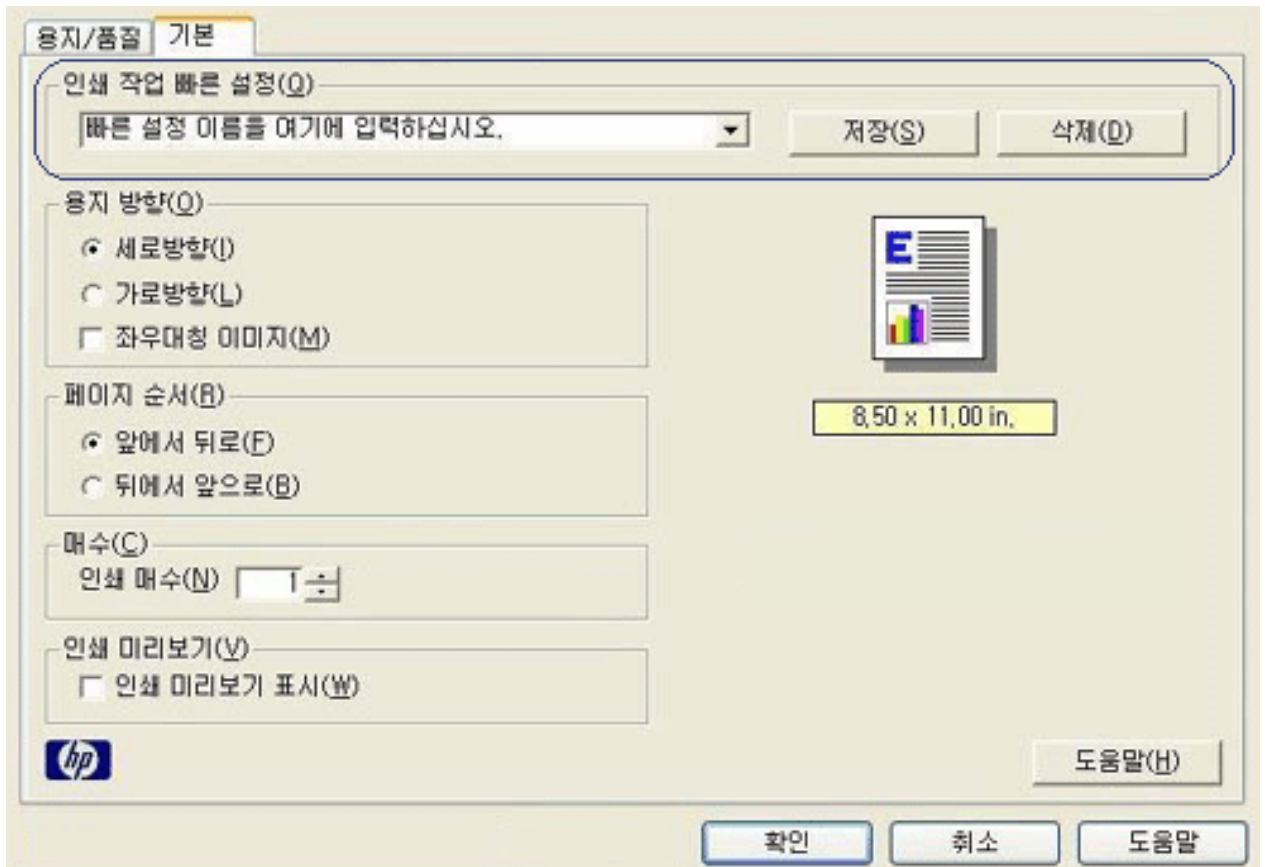 용지/품질 기본
인쇄 작업 빠른 설정(Q)
빠른 설정 이름을 여기에 입력하십시오.
저장(S) 삭제(D)
용지 방향(O)
세로방향(I)
가로방향(L)
좌우대칭 이미지(M)
E
8,50 x 11,00 in,
페이지 순서(R)
앞에서 뒤로(F)
뒤에서 앞으로(B)
매수(C)
인쇄 매수(N) 1
인쇄 미리보기(V)
인쇄 미리보기 표시(W)
hp
도움말(H)
확인 취소 도움말